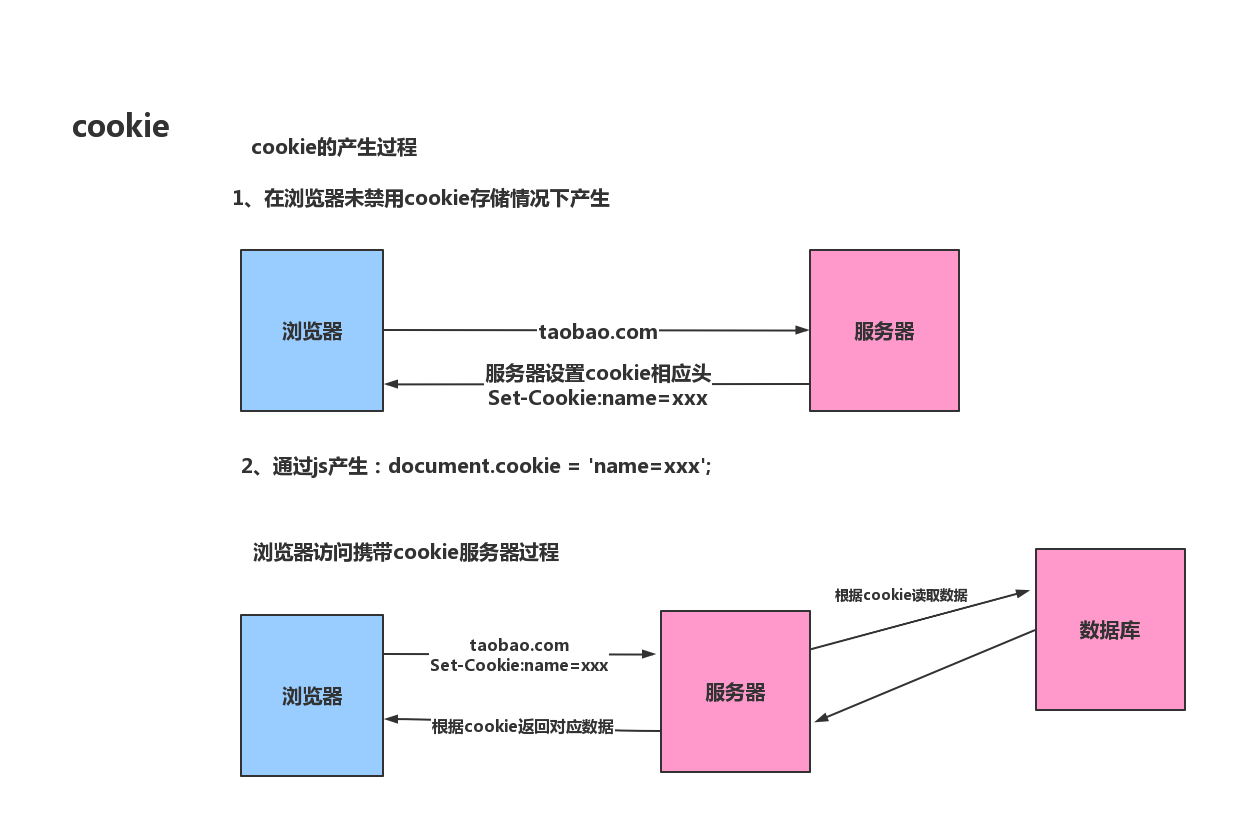 cookie
cookie的产生过程
1、在浏览器未禁用cookie存储情况下产生
浏览器
taobao.com
服务器
服务器设置cookie相应头
Set-Cookie:name=xxx
2、通过js产生：document.cookie = 'name=xxx';
浏览器访问携带cookie服务器过程
浏览器
taobao.com
Set-Cookie:name=xxx
根据cookie返回对应数据
服务器
根据cookie读取数据
数据库